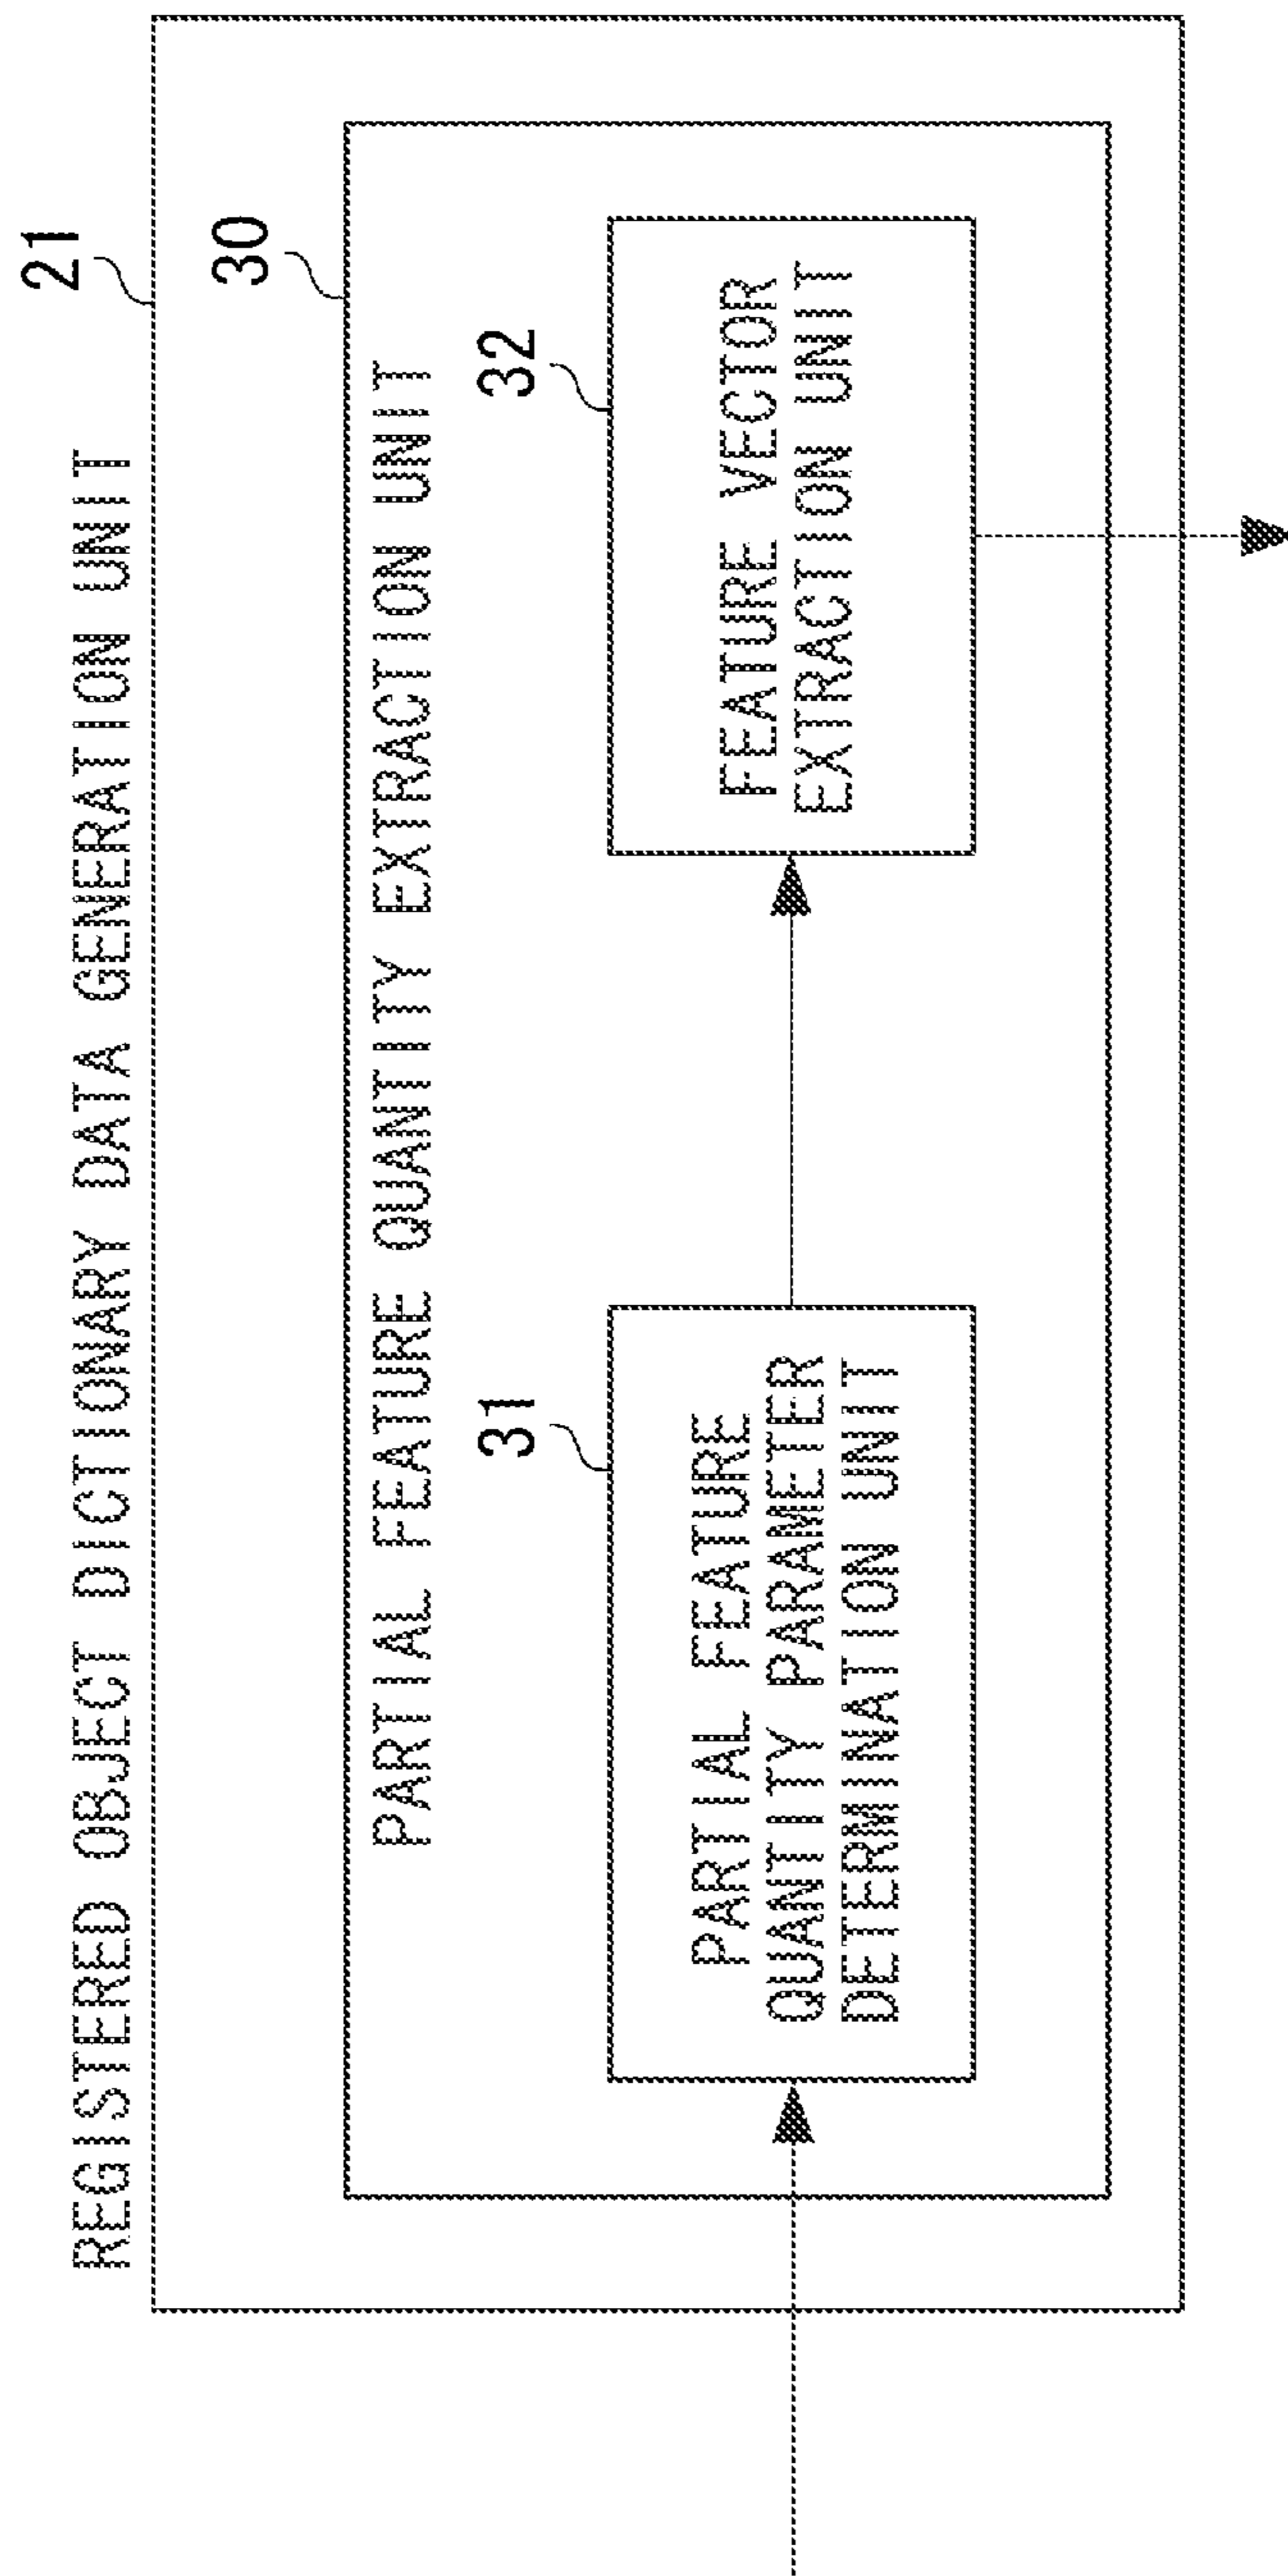 REGISTERED OBJECT DICTIONARY DATA GENERATION UNIT
21
30
PARTIAL FEATURE QUANTITY EXTRACTION UNIT
31
PARTIAL FEATURE
QUANTITY PARAMETER
DETERMINATION UNIT
32
FEATURE VECTOR
EXTRACTION UNIT